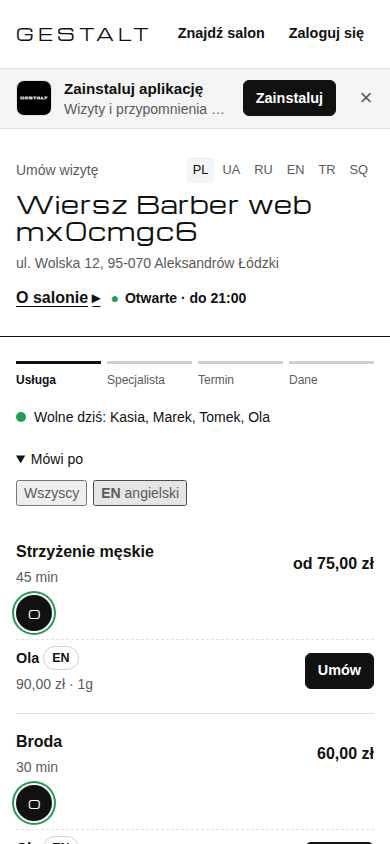 GESTALT
Znajdź salon
Zaloguj się
GESTALT
Zainstaluj aplikację
Wizyty i przypomnienia …
Zainstaluj
×
Umów wizytę
PL UA RU EN TR SQ
Wiersz Barber web
mx0cmgc6
ul. Wolska 12, 95-070 Aleksandrów Łódzki
O salonie ▸
Otwarte · do 21:00
Usługa
Specjalista
Termin
Dane
Wolne dziś: Kasia, Marek, Tomek, Ola
▼ Mówi po
Wszyscy
EN angielski
Strzyżenie męskie
od 75,00 zł
45 min
O
Ola EN
90,00 zł · 1g
Umów
Broda
60,00 zł
30 min
O